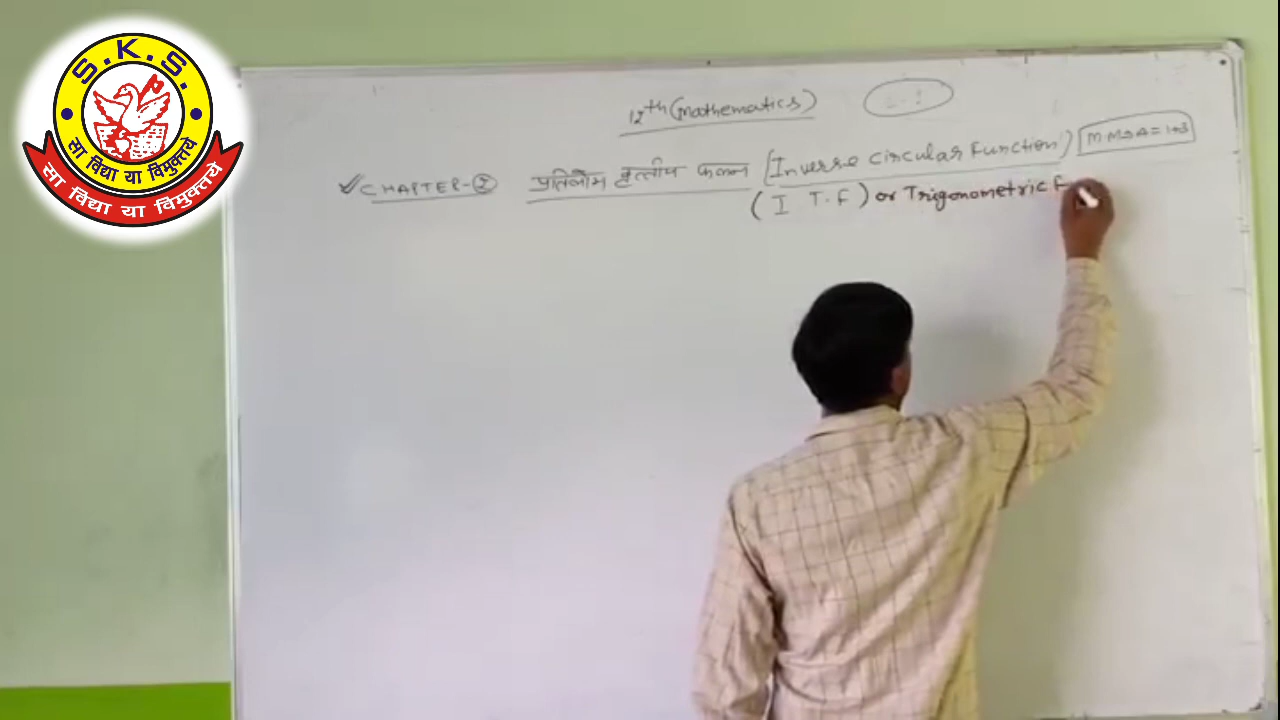 S.K.S.
सा विद्या या विमुक्तये
सा विद्या या विमुक्तये
12th (Mathematics)
CHAPTER-2 प्रतिलोम वृत्तीय फलन (Inverse Circular Function)
(I T.F) or Trigonometric F